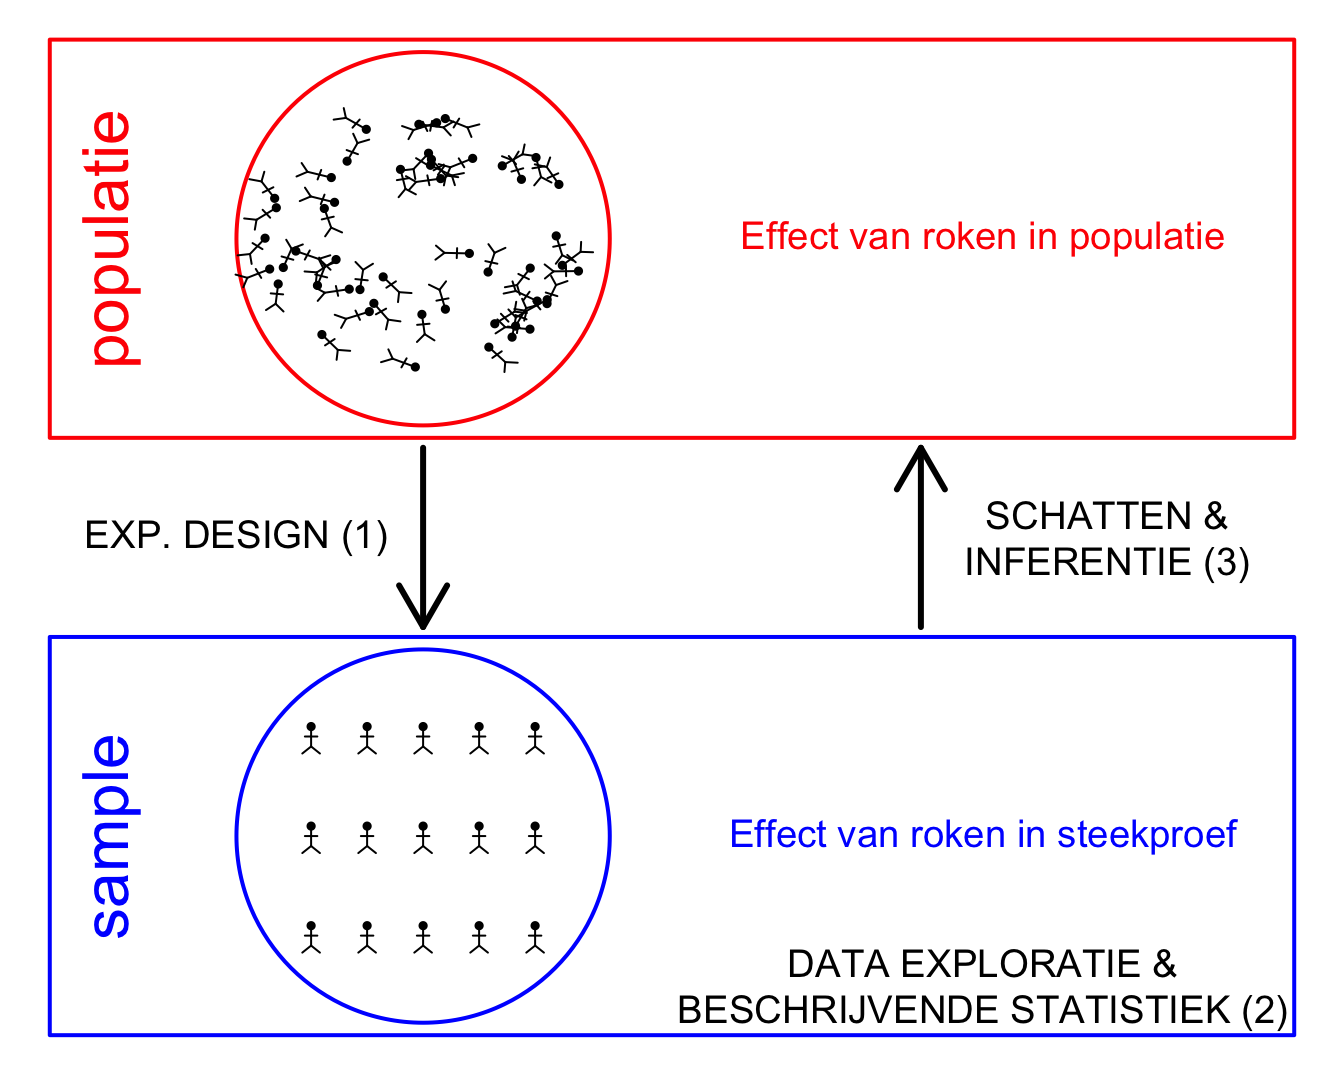 populatie
Effect van roken in populatie
EXP. DESIGN (1)
SCHATTEN &
INFERENTIE (3)
sample
Effect van roken in steekproef
DATA EXPLORATIE &
BESCHRIJVENDE STATISTIEK (2)